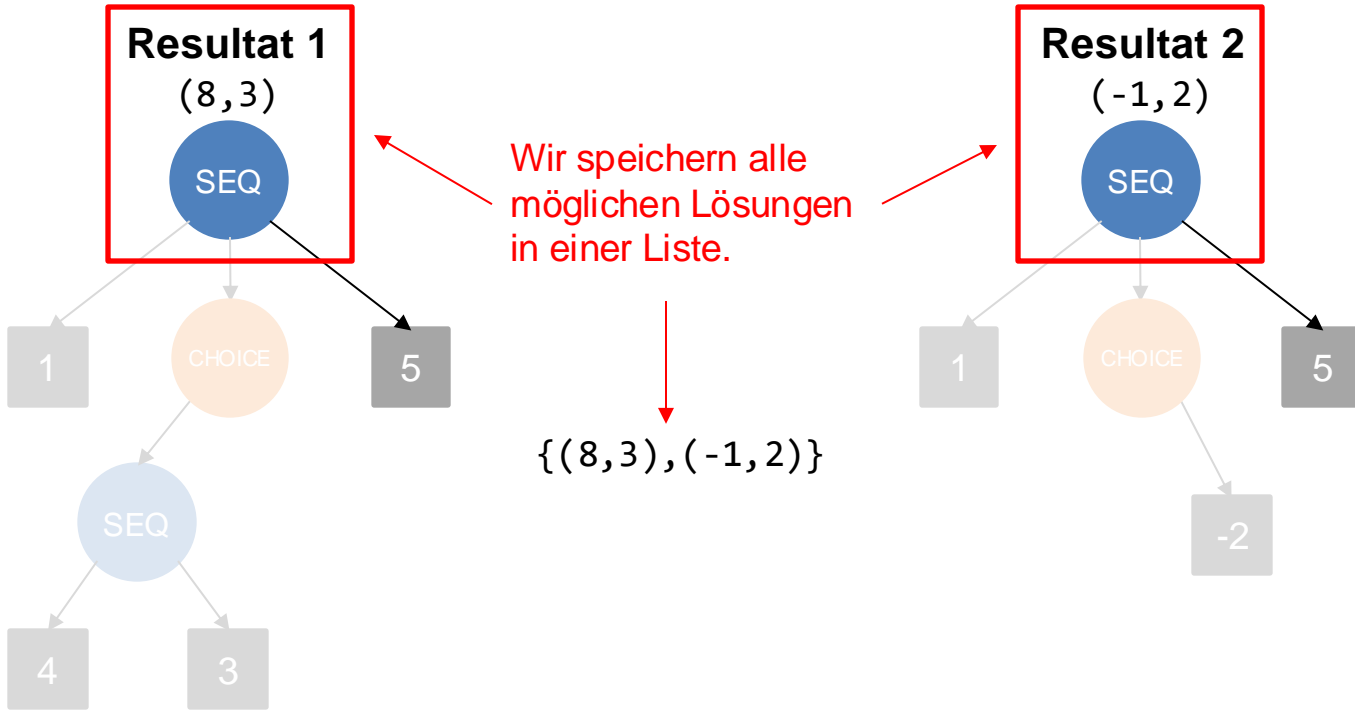 Resultat 1
(8,3)
SEQ
1
CHOICE
5
SEQ
4
3
Wir speichern alle
möglichen Lösungen
in einer Liste.
{(8,3),(-1,2)}
Resultat 2
(-1,2)
SEQ
1
CHOICE
5
-2